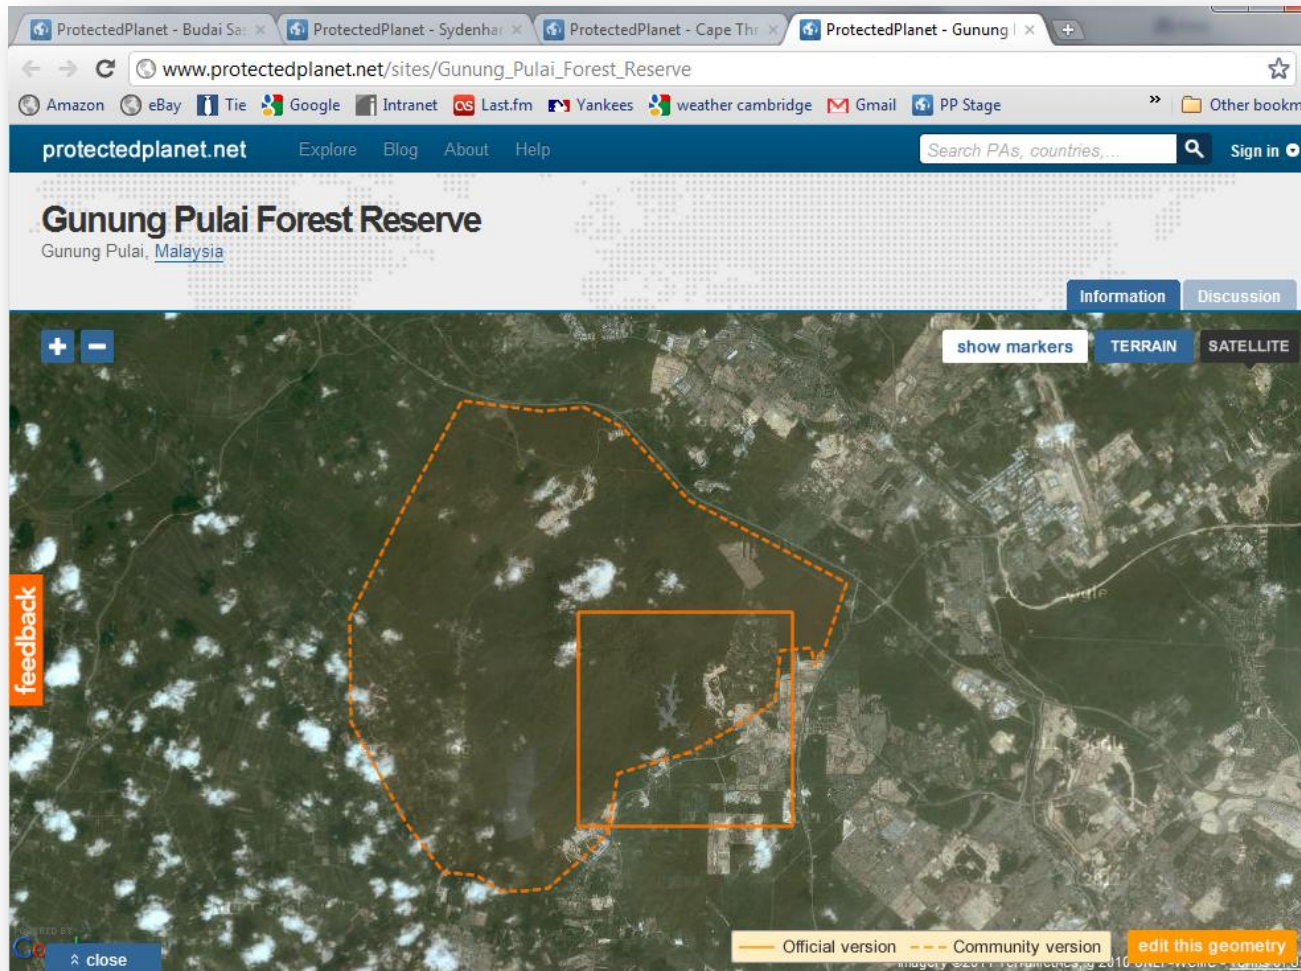 ProtectedPlanet - Budai Sa
ProtectedPlanet - Sydenha
ProtectedPlanet - Cape Thr
ProtectedPlanet - Gunung
www.protectedplanet.net/sites/Gunung_Pulai_Forest_Reserve
Amazon eBay Tie Google Intranet Last.fm Yankees weather cambridge Gmail PP Stage » Other bookm
protectedplanet.net Explore Blog About Help Search PAs, countries,... Sign in
Gunung Pulai Forest Reserve
Gunung Pulai, Malaysia
Information Discussion
show markers TERRAIN SATELLITE
feedback
Official version Community version edit this geometry
POWERED BY
close